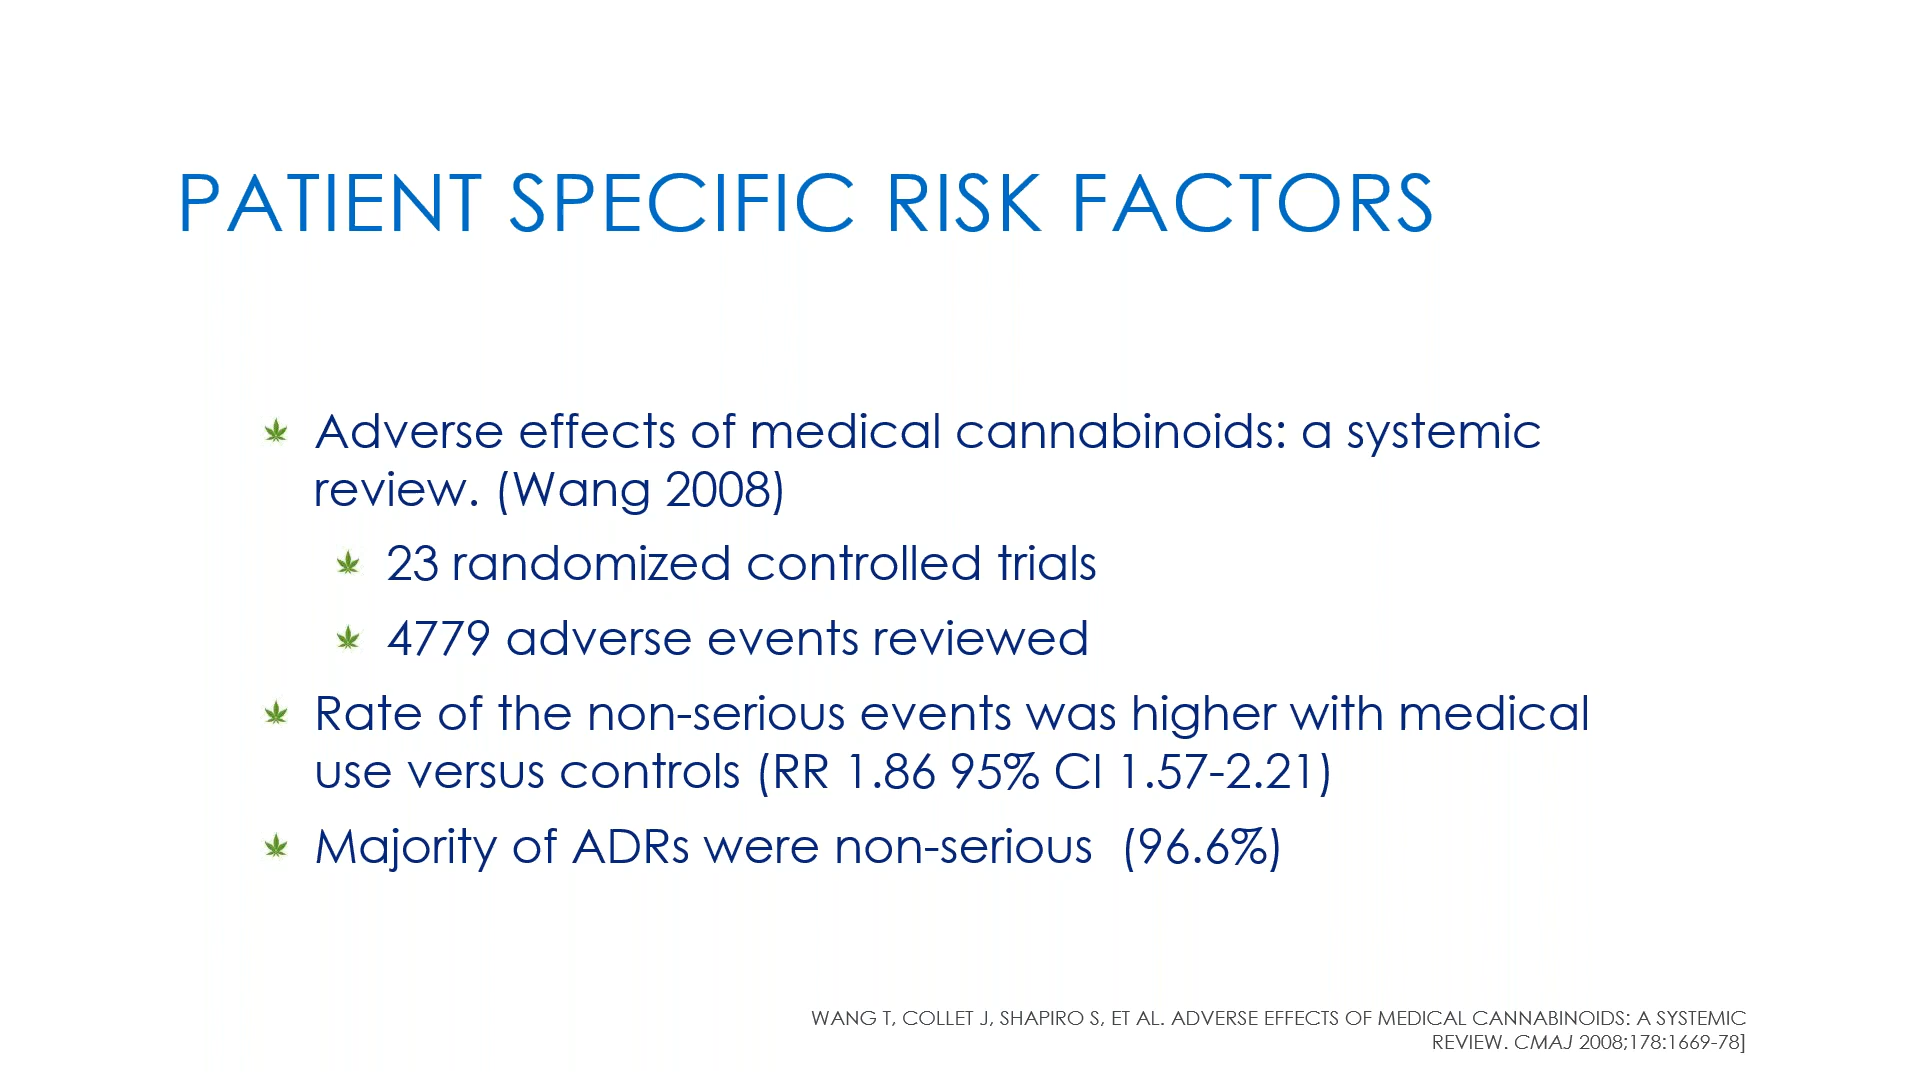 PATIENT SPECIFIC RISK FACTORS
Adverse effects of medical cannabinoids: a systemic
review. (Wang 2008)
23 randomized controlled trials
4779 adverse events reviewed
Rate of the non-serious events was higher with medical
use versus controls (RR 1.86 95% CI 1.57-2.21)
Majority of ADRs were non-serious  (96.6%)
WANG T, COLLET J, SHAPIRO S, ET AL. ADVERSE EFFECTS OF MEDICAL CANNABINOIDS: A SYSTEMIC
REVIEW. CMAJ 2008;178:1669-78]